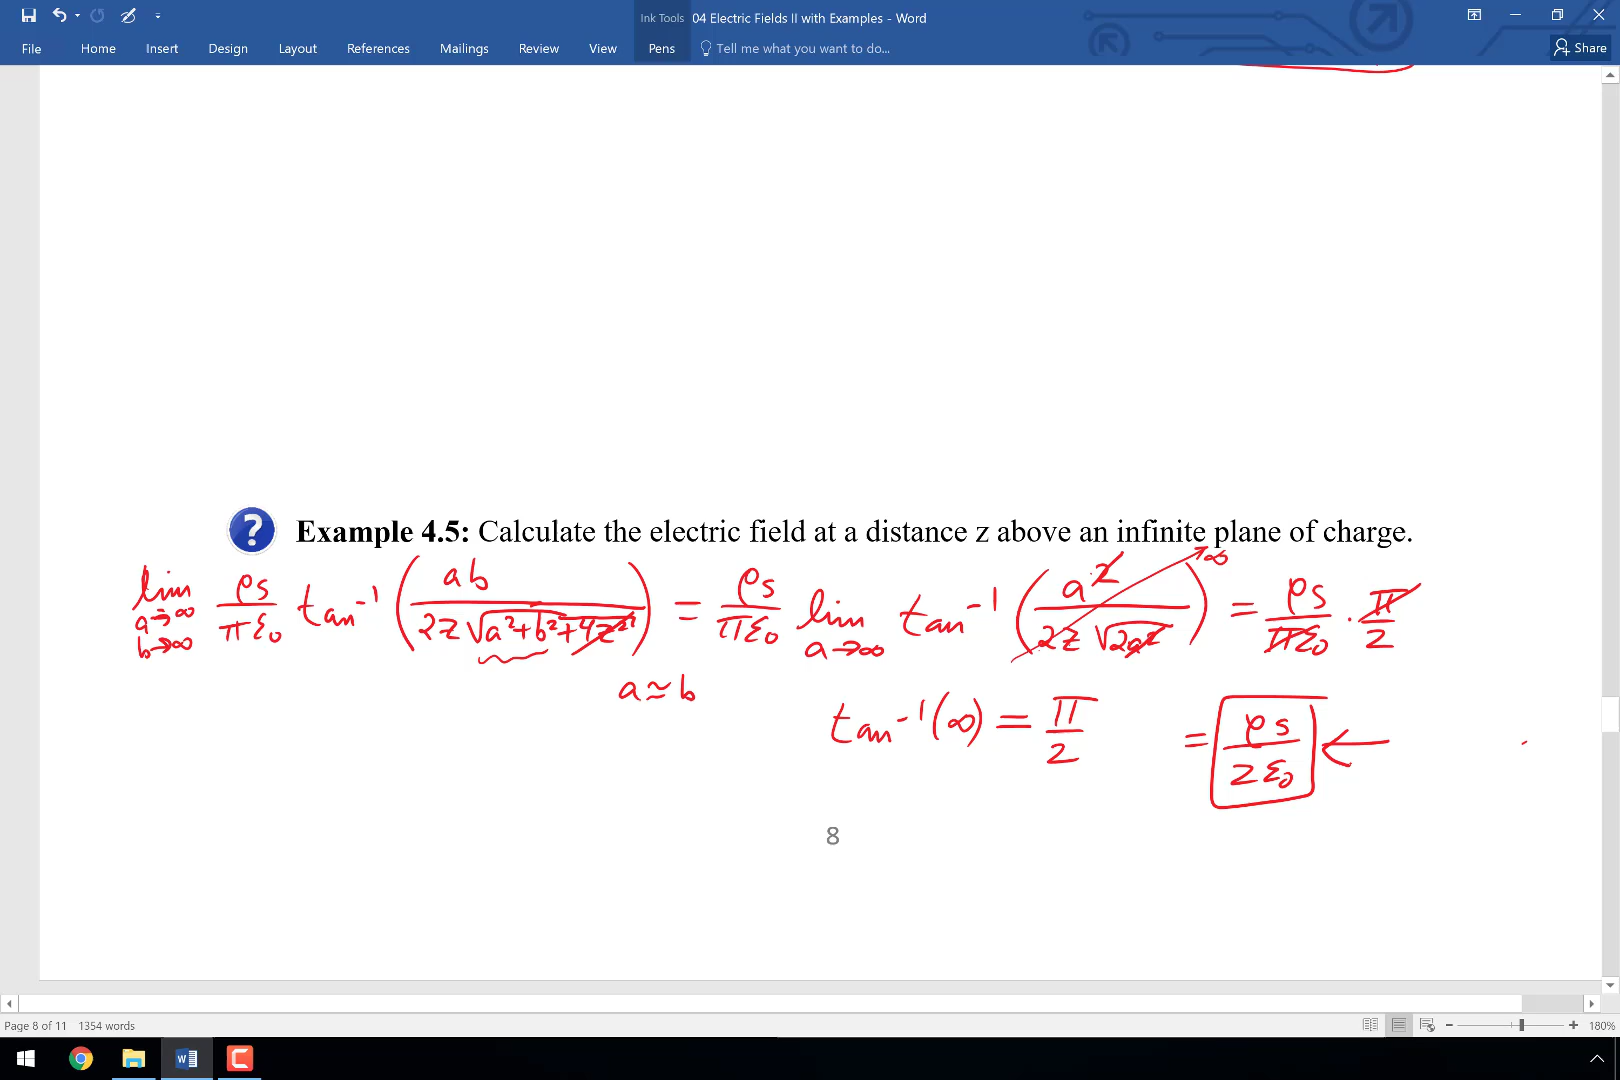 Ink Tools 04 Electric Fields II with Examples - Word
File Home Insert Design Layout References Mailings Review View Pens Tell me what you want to do... Share
Example 4.5: Calculate the electric field at a distance z above an infinite plane of charge.
lim a→∞ b→∞ ρs/πε₀ tan⁻¹(ab/2z√a²+b²+4z²) = ρs/πε₀ lim a→∞ tan⁻¹(a²/2z√2a²) →∞ = ρs/πε₀ · π/2
a≃b
tan⁻¹(∞) = π/2 = ρs/2ε₀ ←
8
Page 8 of 11 1354 words 180%